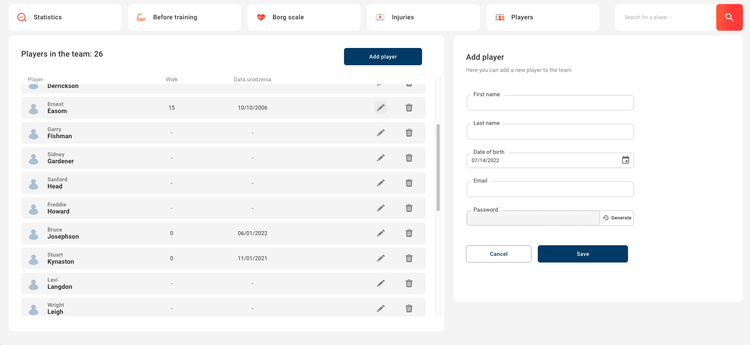 Statistics
Before training
Borg scale
Injuries
Players
Search for a player
Players in the team: 26
Add player
Player
Wiek
Data urodzenia
Derrickson
Ernest
Easom
15
10/10/2006
Garry
Fishman
-
-
Sidney
Gardener
-
-
Sanford
Head
-
-
Freddie
Howard
-
-
Bruce
Josephson
0
06/01/2022
Stuart
Kynaston
0
11/01/2021
Levi
Langdon
-
-
Wright
Leigh
-
-
Add player
Here you can add a new player to the team
First name
Last name
Date of birth
07/14/2022
Email
Password
Generate
Cancel
Save